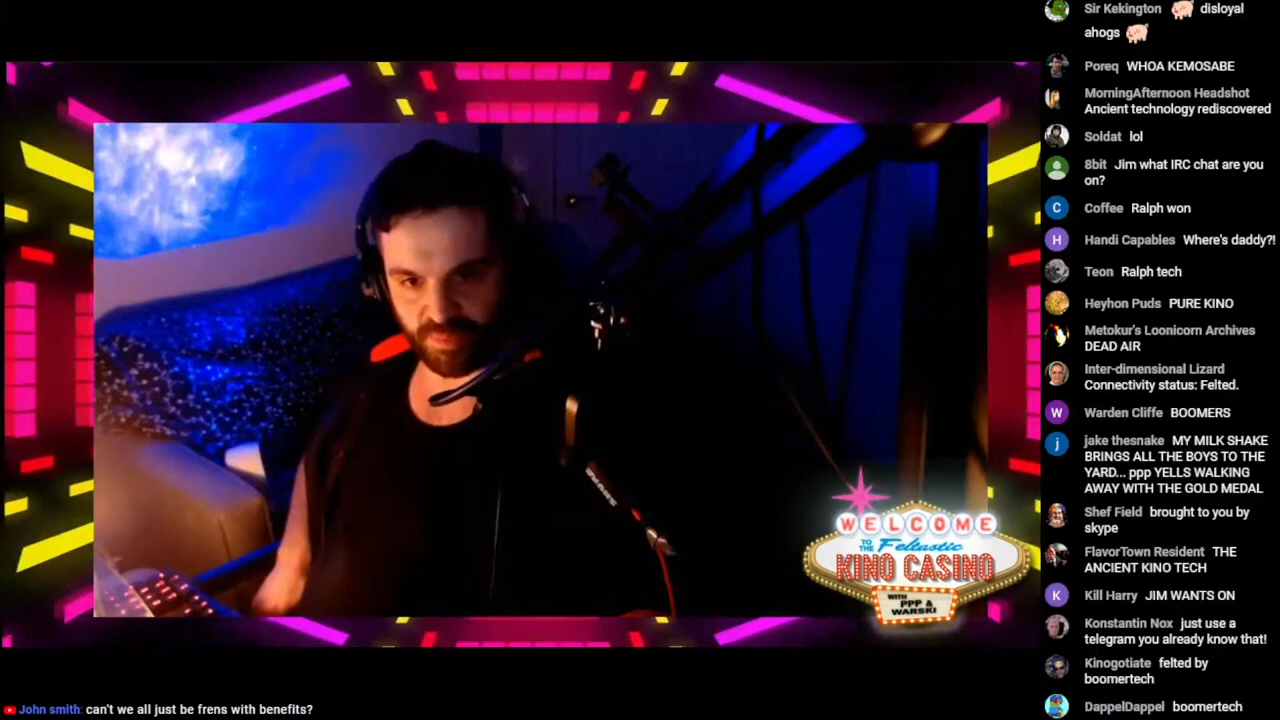 Sir Kekington disloyal
ahogs
Poreq WHOA KEMOSABE
MorningAfternoon Headshot
Ancient technology rediscovered
Soldat lol
8bit Jim what IRC chat are you
on?
C Coffee Ralph won
H Handi Capables Where's daddy?!
Teon Ralph tech
Heyhon Puds PURE KINO
Metokur's Loonicorn Archives
DEAD AIR
Inter-dimensional Lizard
Connectivity status: Felted.
W Warden Cliffe BOOMERS
j jake thesnake MY MILK SHAKE
BRINGS ALL THE BOYS TO THE
YARD... ppp YELLS WALKING
AWAY WITH THE GOLD MEDAL
Shef Field brought to you by
skype
FlavorTown Resident THE
ANCIENT KINO TECH
K Kill Harry JIM WANTS ON
Konstantin Nox just use a
telegram you already know that!
Kinogotiate felted by
boomertech
DappelDappel boomertech
WELCOME
TO THE Feltastic
KINO CASINO
WITH
PPP &
WARSKI
John smith: can't we all just be frens with benefits?